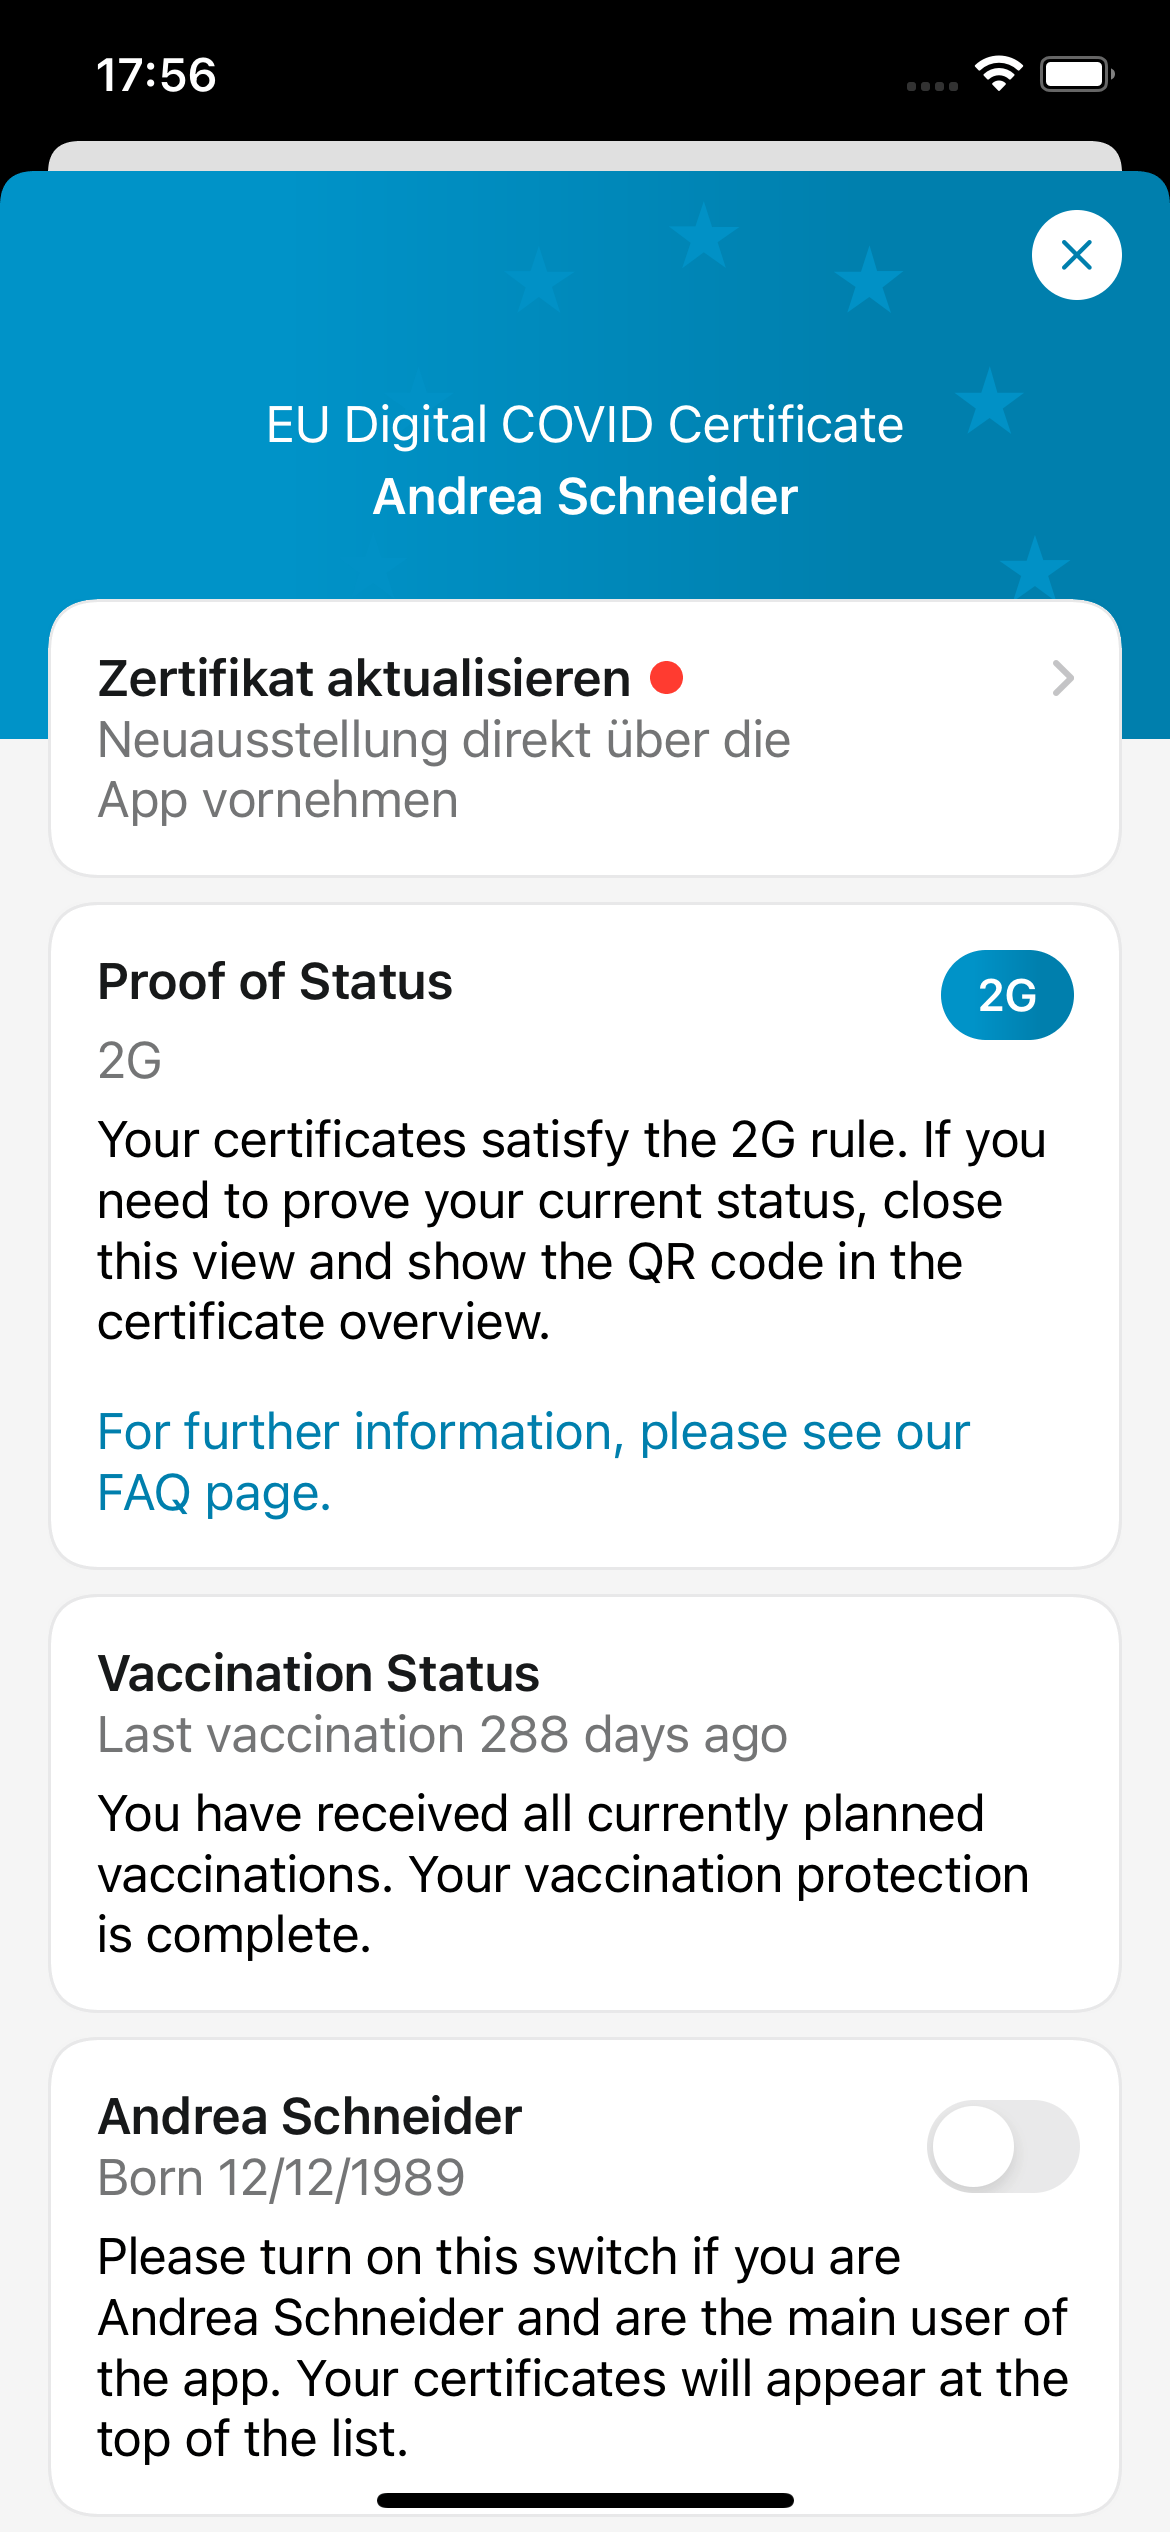 17:56
EU Digital COVID Certificate
Andrea Schneider
Zertifikat aktualisieren
Neuausstellung direkt über die
App vornehmen
Proof of Status
2G
2G
Your certificates satisfy the 2G rule. If you
need to prove your current status, close
this view and show the QR code in the
certificate overview.
For further information, please see our
FAQ page.
Vaccination Status
Last vaccination 288 days ago
You have received all currently planned
vaccinations. Your vaccination protection
is complete.
Andrea Schneider
Born 12/12/1989
Please turn on this switch if you are
Andrea Schneider and are the main user of
the app. Your certificates will appear at the
top of the list.